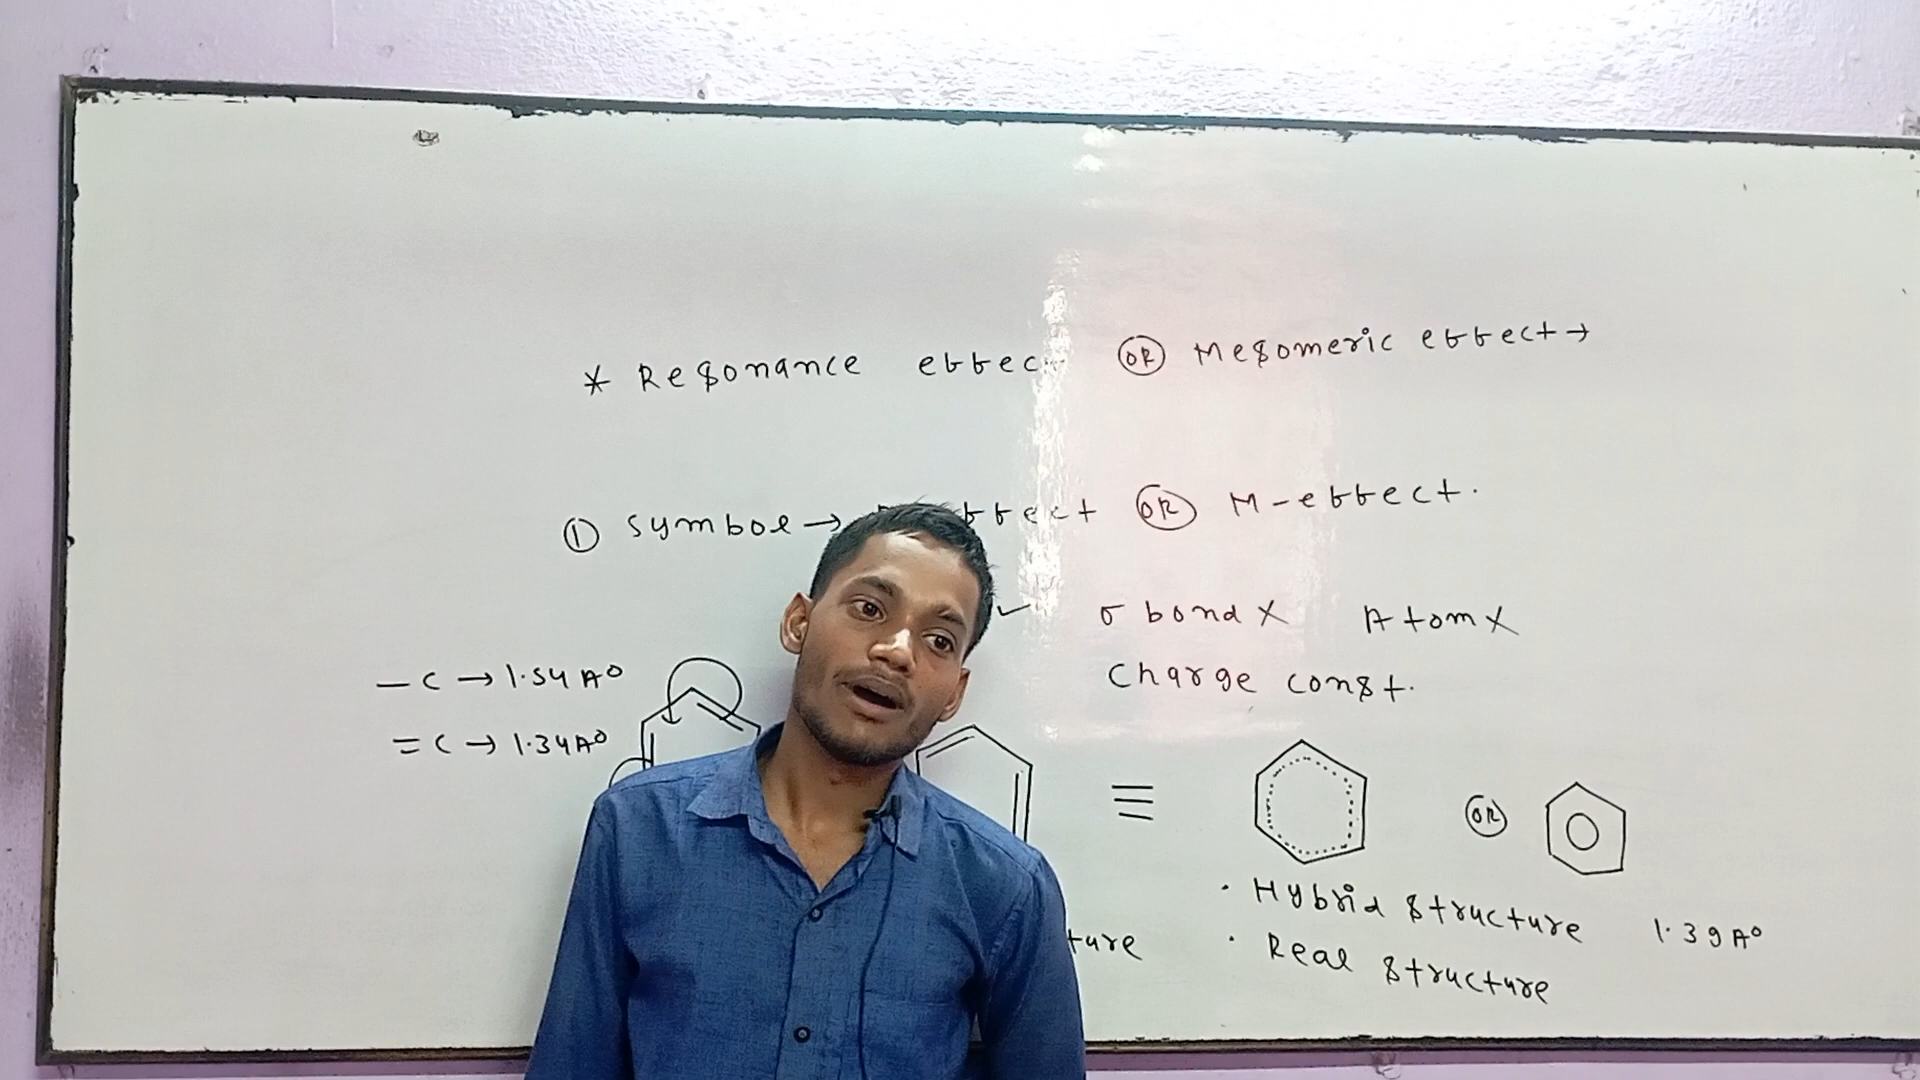 * Resonance effec OR Mesomeric effect →
① symbol → ffect OR M-effect.
✓ σ bond X Atom X
charge const.
– C → 1.54 A°
= C → 1.34 A°
≡ OR
• Hybrid structure 1.39 A°
ture • Real structure